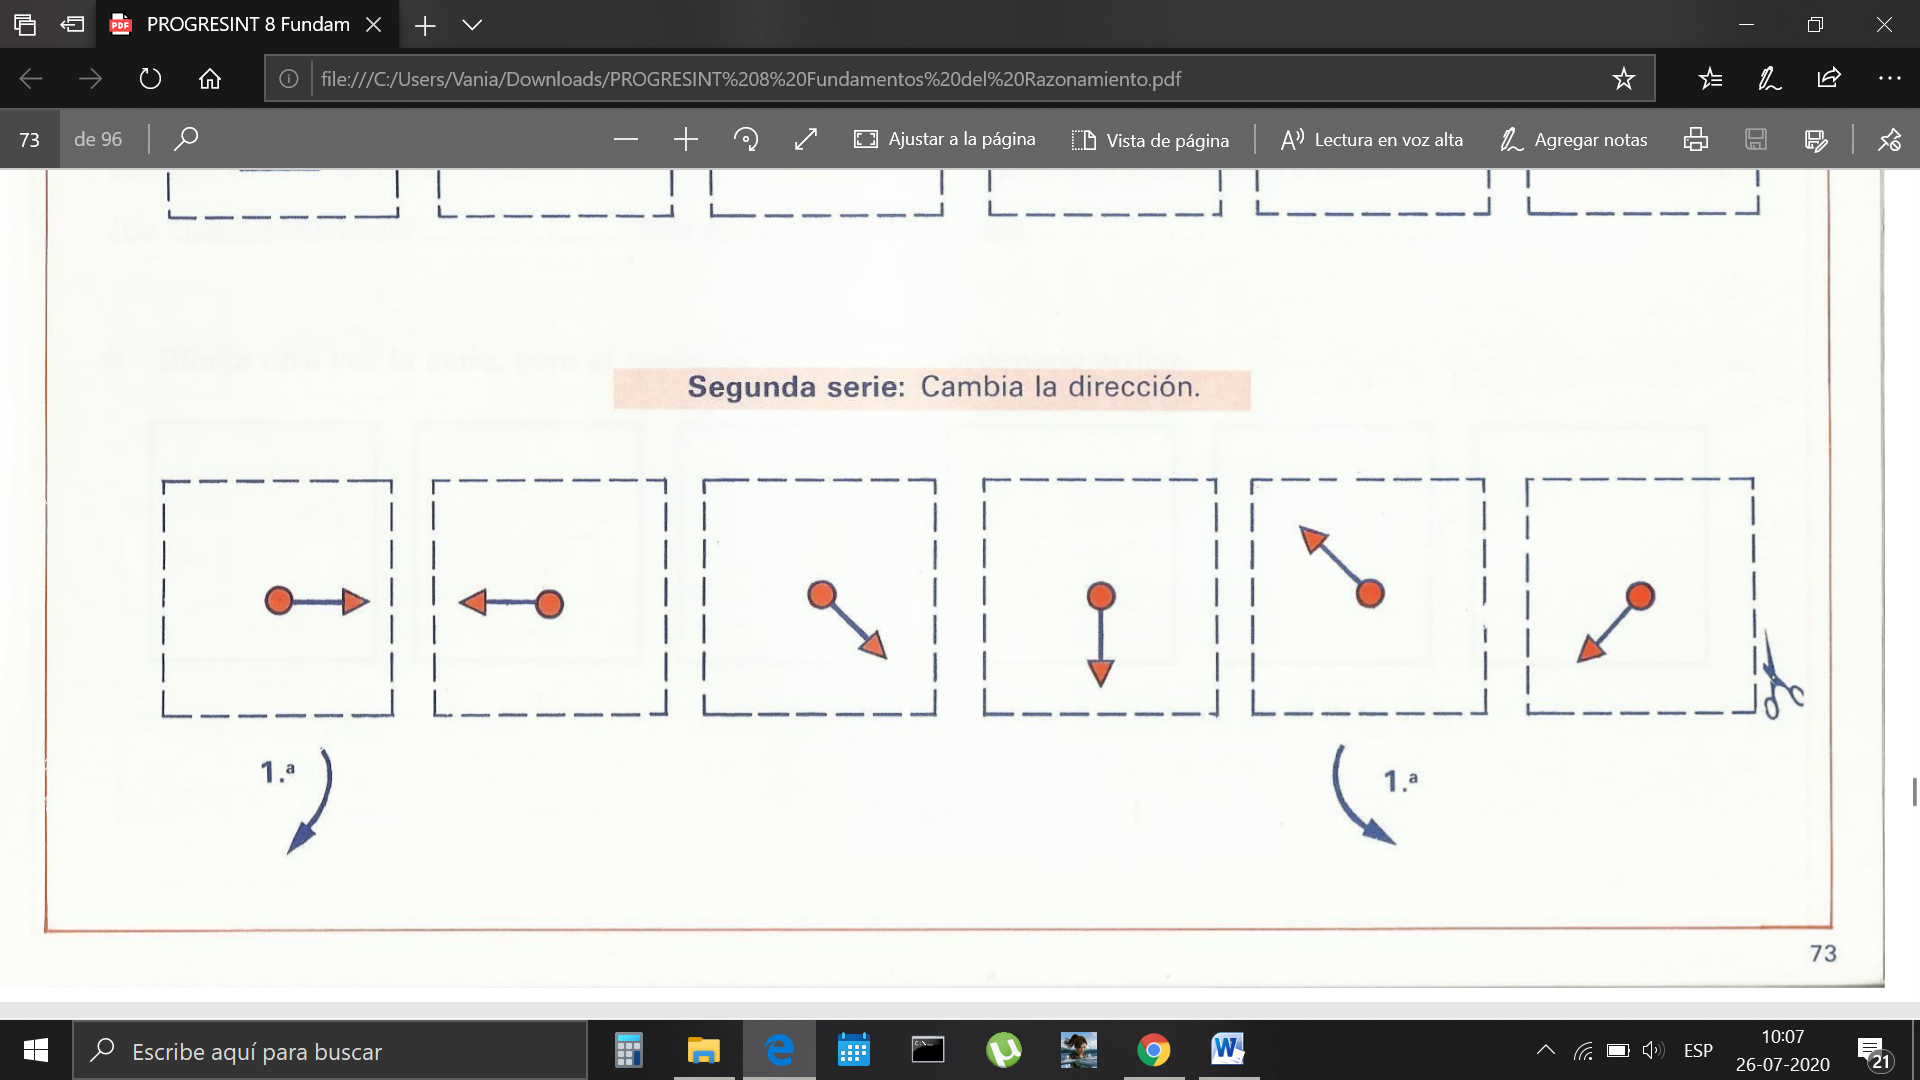 PROGRESINT 8 Fundam
file:///C:/Users/Vania/Downloads/PROGRESINT%208%20Fundamentos%20del%20Razonamiento.pdf
73 de 96 Ajustar a la página Vista de página Lectura en voz alta Agregar notas
Segunda serie: Cambia la dirección.
1.ª 1.ª
73
Escribe aquí para buscar
ESP
10:07
26-07-2020
21